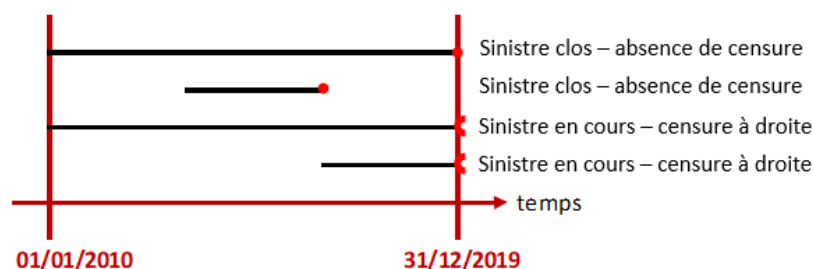 Sinistre clos – absence de censure
Sinistre clos – absence de censure
Sinistre en cours – censure à droite
Sinistre en cours – censure à droite
temps
01/01/2010
31/12/2019